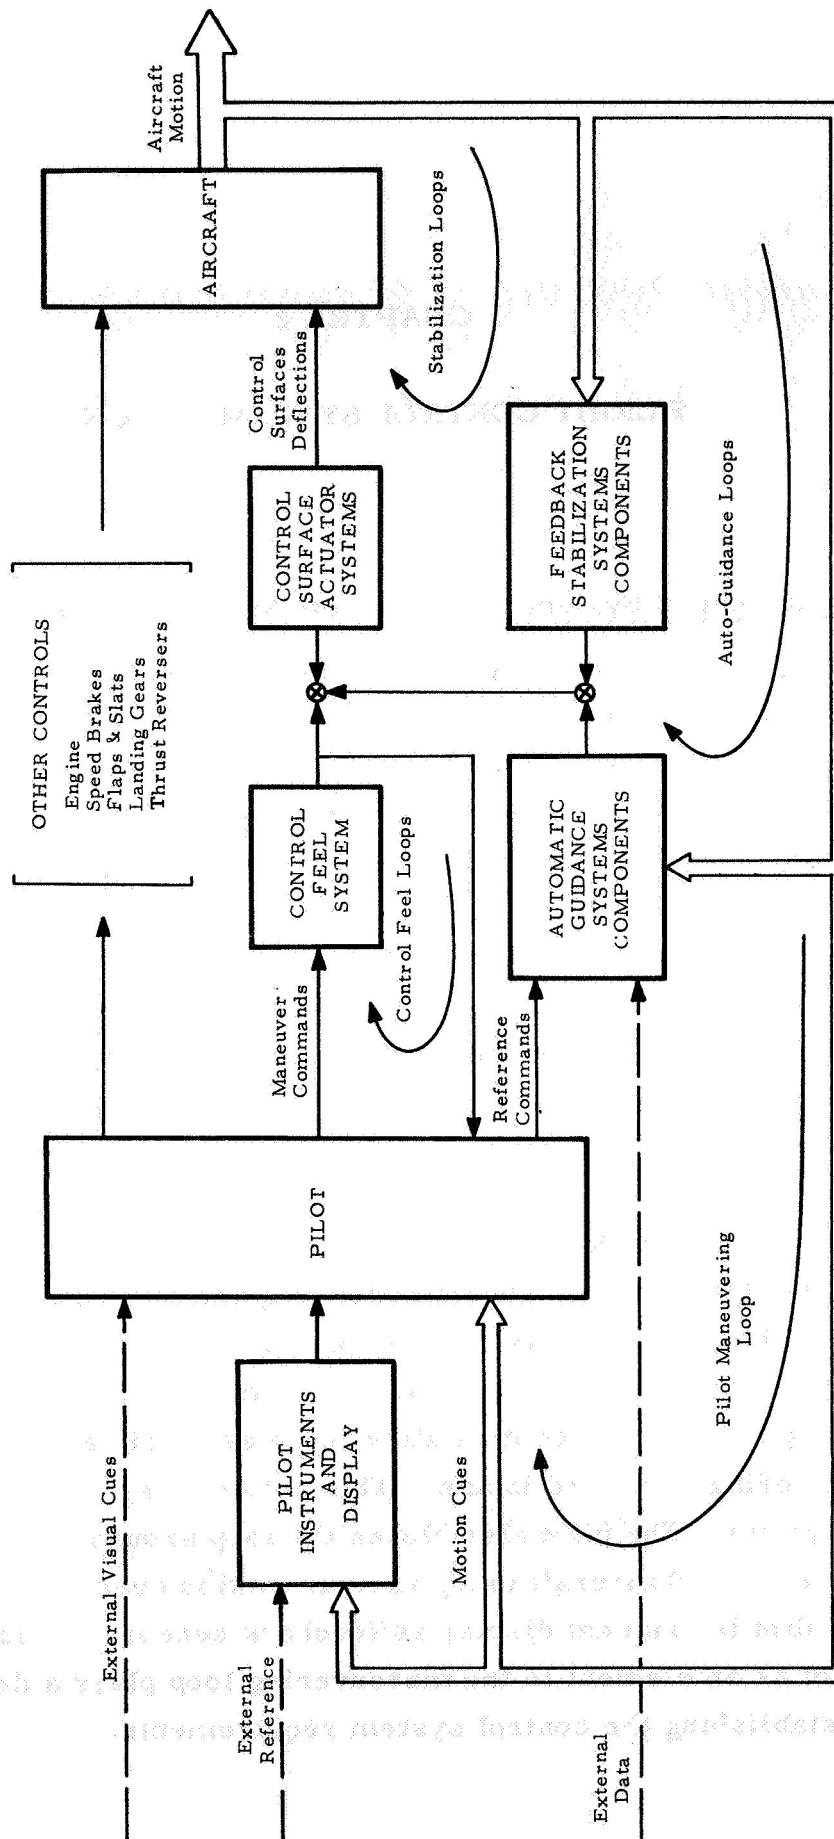 External Visual Cues
External
Reference
External
Data
PILOT
INSTRUMENTS
AND
DISPLAY
Motion Cues
Pilot Maneuvering
Loop
PILOT
Maneuver
Commands
Reference
Commands
OTHER CONTROLS
Engine
Speed Brakes
Flaps & Slats
Landing Gears
Thrust Reversers
CONTROL
FEEL
SYSTEM
Control Feel Loops
AUTOMATIC
GUIDANCE
SYSTEMS
COMPONENTS
CONTROL
SURFACE
ACTUATOR
SYSTEMS
Control
Surfaces
Deflections
FEEDBACK
STABILIZATION
SYSTEMS
COMPONENTS
Auto-Guidance Loops
Stabilization Loops
AIRCRAFT
Aircraft
Motion